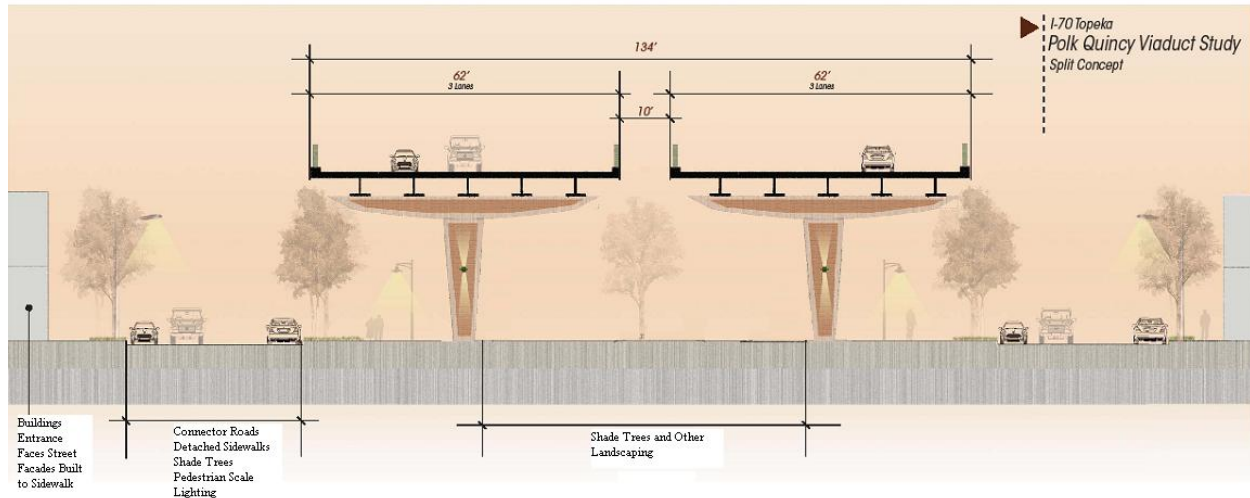 I-70 Topeka
Polk Quincy Viaduct Study
Split Concept
134'
62'
3 Lanes
62'
3 Lanes
10'
Buildings
Entrance
Faces Street
Facades Built
to Sidewalk
Connector Roads
Detached Sidewalks
Shade Trees
Pedestrian Scale
Lighting
Shade Trees and Other
Landscaping